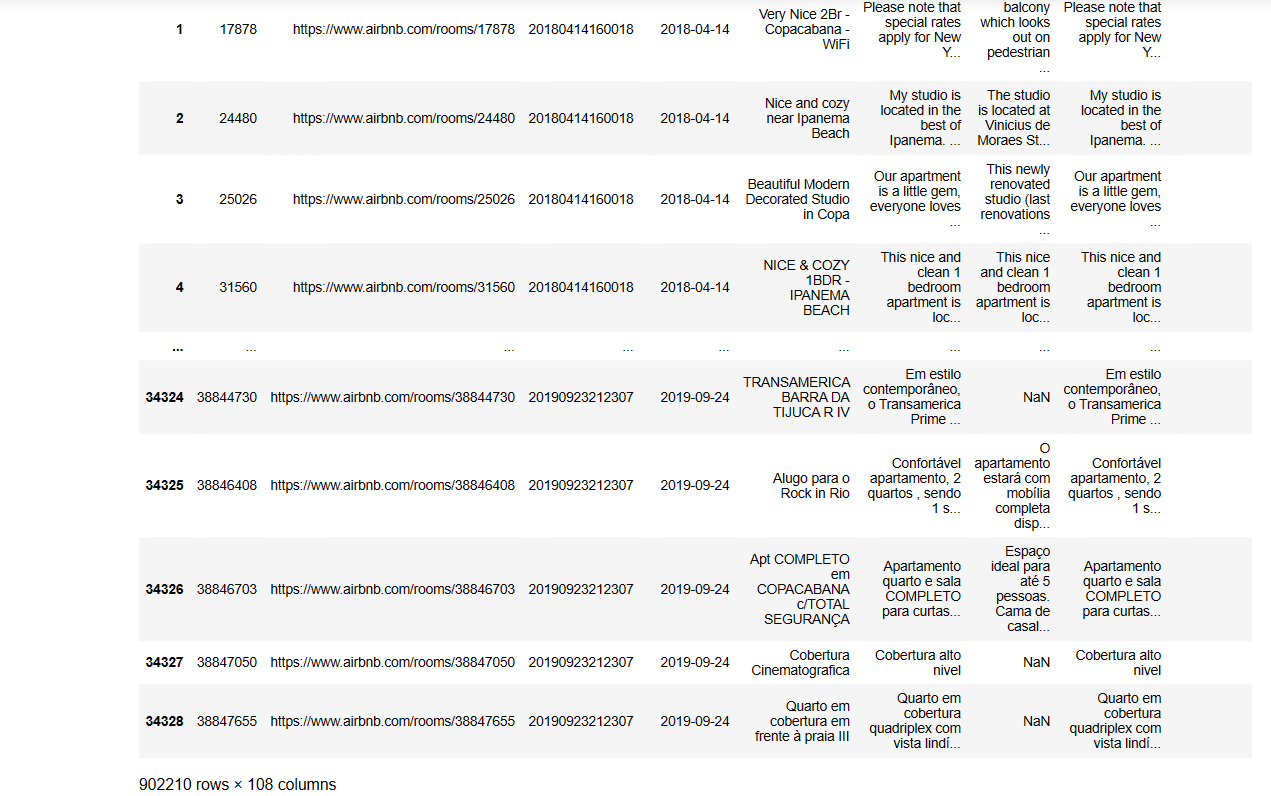 1 17878 https://www.airbnb.com/rooms/17878 20180414160018 2018-04-14 Very Nice 2Br - Copacabana - WiFi Please note that special rates apply for New Y... balcony which looks out on pedestrian ... Please note that special rates apply for New Y...
2 24480 https://www.airbnb.com/rooms/24480 20180414160018 2018-04-14 Nice and cozy near Ipanema Beach My studio is located in the best of Ipanema. ... The studio is located at Vinicius de Moraes St... My studio is located in the best of Ipanema. ...
3 25026 https://www.airbnb.com/rooms/25026 20180414160018 2018-04-14 Beautiful Modern Decorated Studio in Copa Our apartment is a little gem, everyone loves ... This newly renovated studio (last renovations ... Our apartment is a little gem, everyone loves ...
4 31560 https://www.airbnb.com/rooms/31560 20180414160018 2018-04-14 NICE & COZY 1BDR - IPANEMA BEACH This nice and clean 1 bedroom apartment is loc... This nice and clean 1 bedroom apartment is loc... This nice and clean 1 bedroom apartment is loc...
... ... ... ... ... ... ... ... ...
34324 38844730 https://www.airbnb.com/rooms/38844730 20190923212307 2019-09-24 TRANSAMERICA BARRA DA TIJUCA R IV Em estilo contemporâneo, o Transamerica Prime ... NaN Em estilo contemporâneo, o Transamerica Prime ...
34325 38846408 https://www.airbnb.com/rooms/38846408 20190923212307 2019-09-24 Alugo para o Rock in Rio Confortável apartamento, 2 quartos , sendo 1 s... O apartamento estará com mobília completa disp... Confortável apartamento, 2 quartos , sendo 1 s...
34326 38846703 https://www.airbnb.com/rooms/38846703 20190923212307 2019-09-24 Apt COMPLETO em COPACABANA c/TOTAL SEGURANÇA Apartamento quarto e sala COMPLETO para curtas... Espaço ideal para até 5 pessoas. Cama de casal... Apartamento quarto e sala COMPLETO para curtas...
34327 38847050 https://www.airbnb.com/rooms/38847050 20190923212307 2019-09-24 Cobertura Cinematografica Cobertura alto nivel NaN Cobertura alto nivel
34328 38847655 https://www.airbnb.com/rooms/38847655 20190923212307 2019-09-24 Quarto em cobertura em frente à praia III Quarto em cobertura quadriplex com vista lindí... NaN Quarto em cobertura quadriplex com vista lindí...
902210 rows × 108 columns